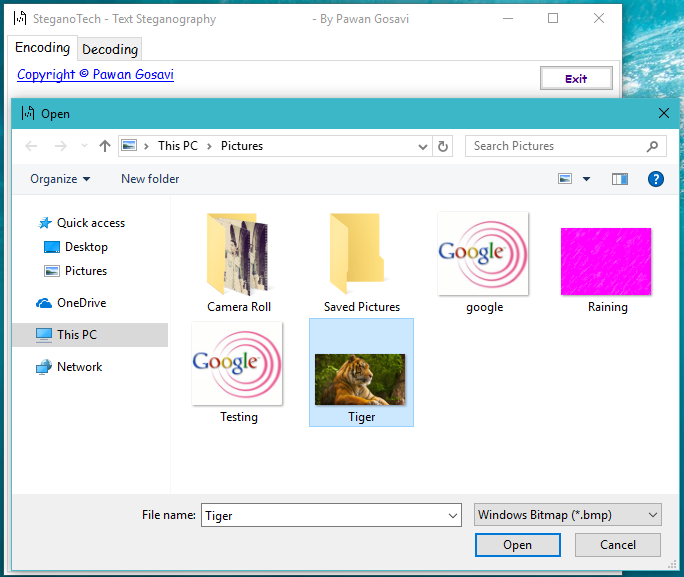 SteganoTech - Text Steganography - By Pawan Gosavi
Encoding Decoding
Copyright © Pawan Gosavi
Exit
Open
This PC > Pictures
Search Pictures
Organize
New folder
?
Quick access
Desktop
Pictures
OneDrive
This PC
Network
Google
Camera Roll
Saved Pictures
google
Raining
Google
Testing
Tiger
File name:
Tiger
Windows Bitmap (*.bmp)
Open
Cancel